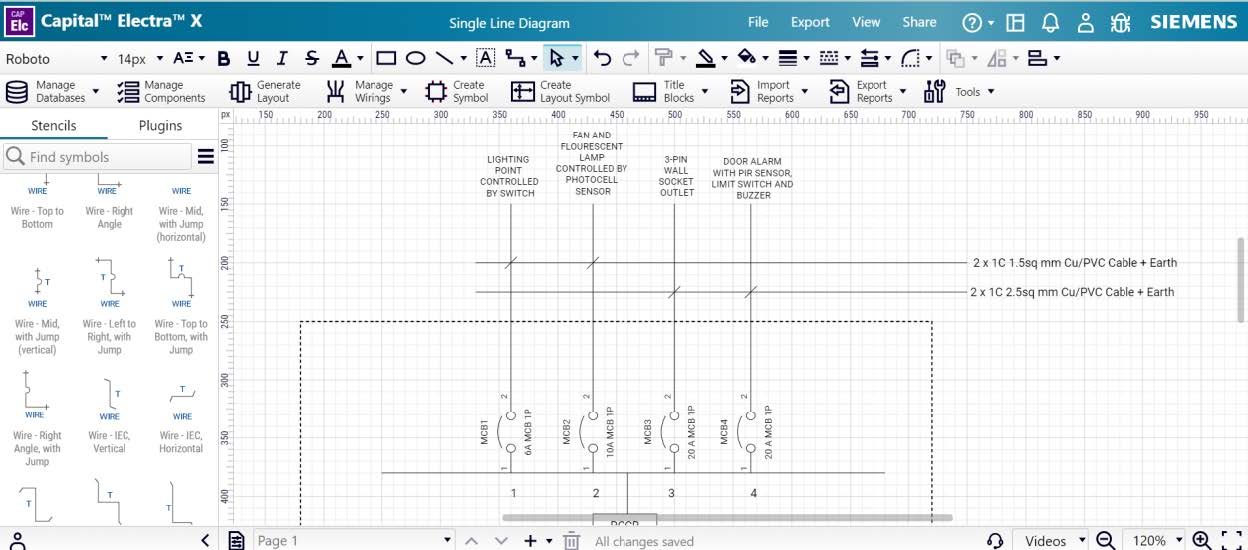 CAP
Elc
Capital™ Electra™ X
Single Line Diagram
File
Export
View
Share
SIEMENS
Roboto
14px
A
B
U
I
S
A
A
Manage
Databases
Manage
Components
Generate
Layout
Manage
Wirings
Create
Symbol
Create
Layout Symbol
Title
Blocks
Import
Reports
Export
Reports
Tools
Stencils
Plugins
Find symbols
WIRE
WIRE
WIRE
Wire - Top to
Bottom
Wire - Right
Angle
Wire - Mid,
with Jump
(horizontal)
T
T
T
WIRE
WIRE
WIRE
Wire - Mid,
with Jump
(vertical)
Wire - Left to
Right, with
Jump
Wire - Top to
Bottom, with
Jump
T
T
WIRE
WIRE
WIRE
Wire - Right
Angle, with
Jump
Wire - IEC,
Vertical
Wire - IEC,
Horizontal
T
T
T
px
150
200
250
300
350
400
450
500
550
600
650
700
750
800
850
900
950
100
150
200
250
300
350
400
LIGHTING
POINT
CONTROLLED
BY SWITCH
FAN AND
FLOURESCENT
LAMP
CONTROLLED BY
PHOTOCELL
SENSOR
3-PIN
WALL
SOCKET
OUTLET
DOOR ALARM
WITH PIR SENSOR,
LIMIT SWITCH AND
BUZZER
2 x 1C 1.5sq mm Cu/PVC Cable + Earth
2 x 1C 2.5sq mm Cu/PVC Cable + Earth
2
MCB1
6A MCB 1P
1
2
MCB2
10A MCB 1P
1
2
MCB3
20 A MCB 1P
1
2
MCB4
20 A MCB 1P
1
1
2
3
4
Page 1
All changes saved
Videos
120%